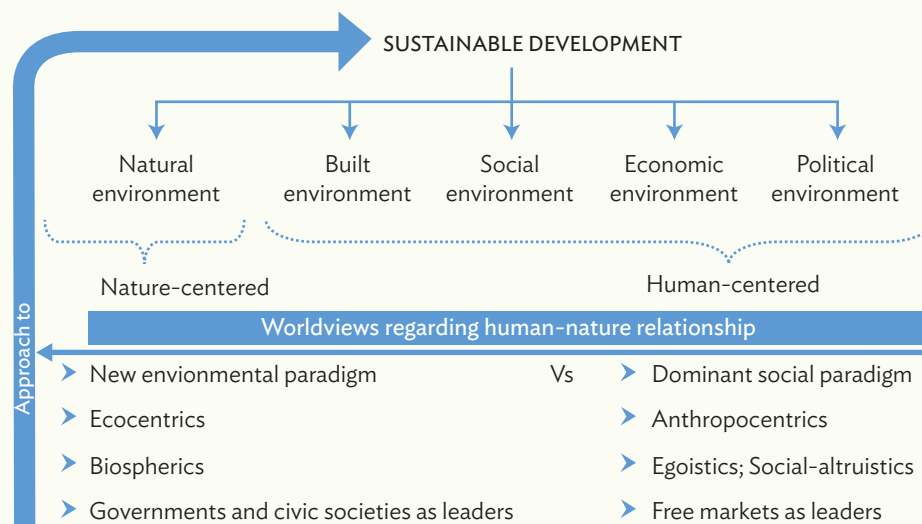 SUSTAINABLE DEVELOPMENT
Natural
environment
Built
environment
Social
environment
Economic
environment
Political
environment
Nature-centered
Human-centered
Approach to
Worldviews regarding human-nature relationship
New envionmental paradigm
Vs
Dominant social paradigm
Ecocentrics
Anthropocentrics
Biospherics
Egoistics; Social-altruistics
Governments and civic societies as leaders
Free markets as leaders